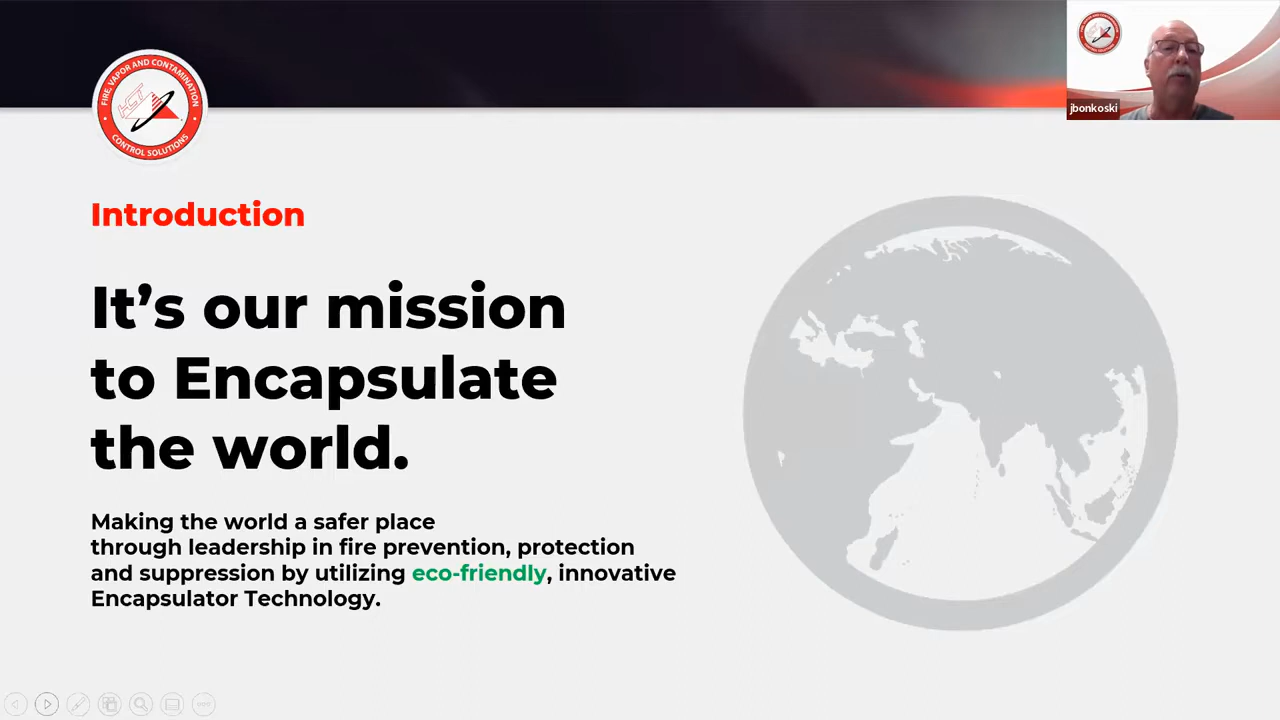 FIRE, VAPOR AND CONTAMINATION
HCT
CONTROL SOLUTIONS
jbonkoski
Introduction
It’s our mission
to Encapsulate
the world.
Making the world a safer place
through leadership in fire prevention, protection
and suppression by utilizing eco-friendly, innovative
Encapsulator Technology.